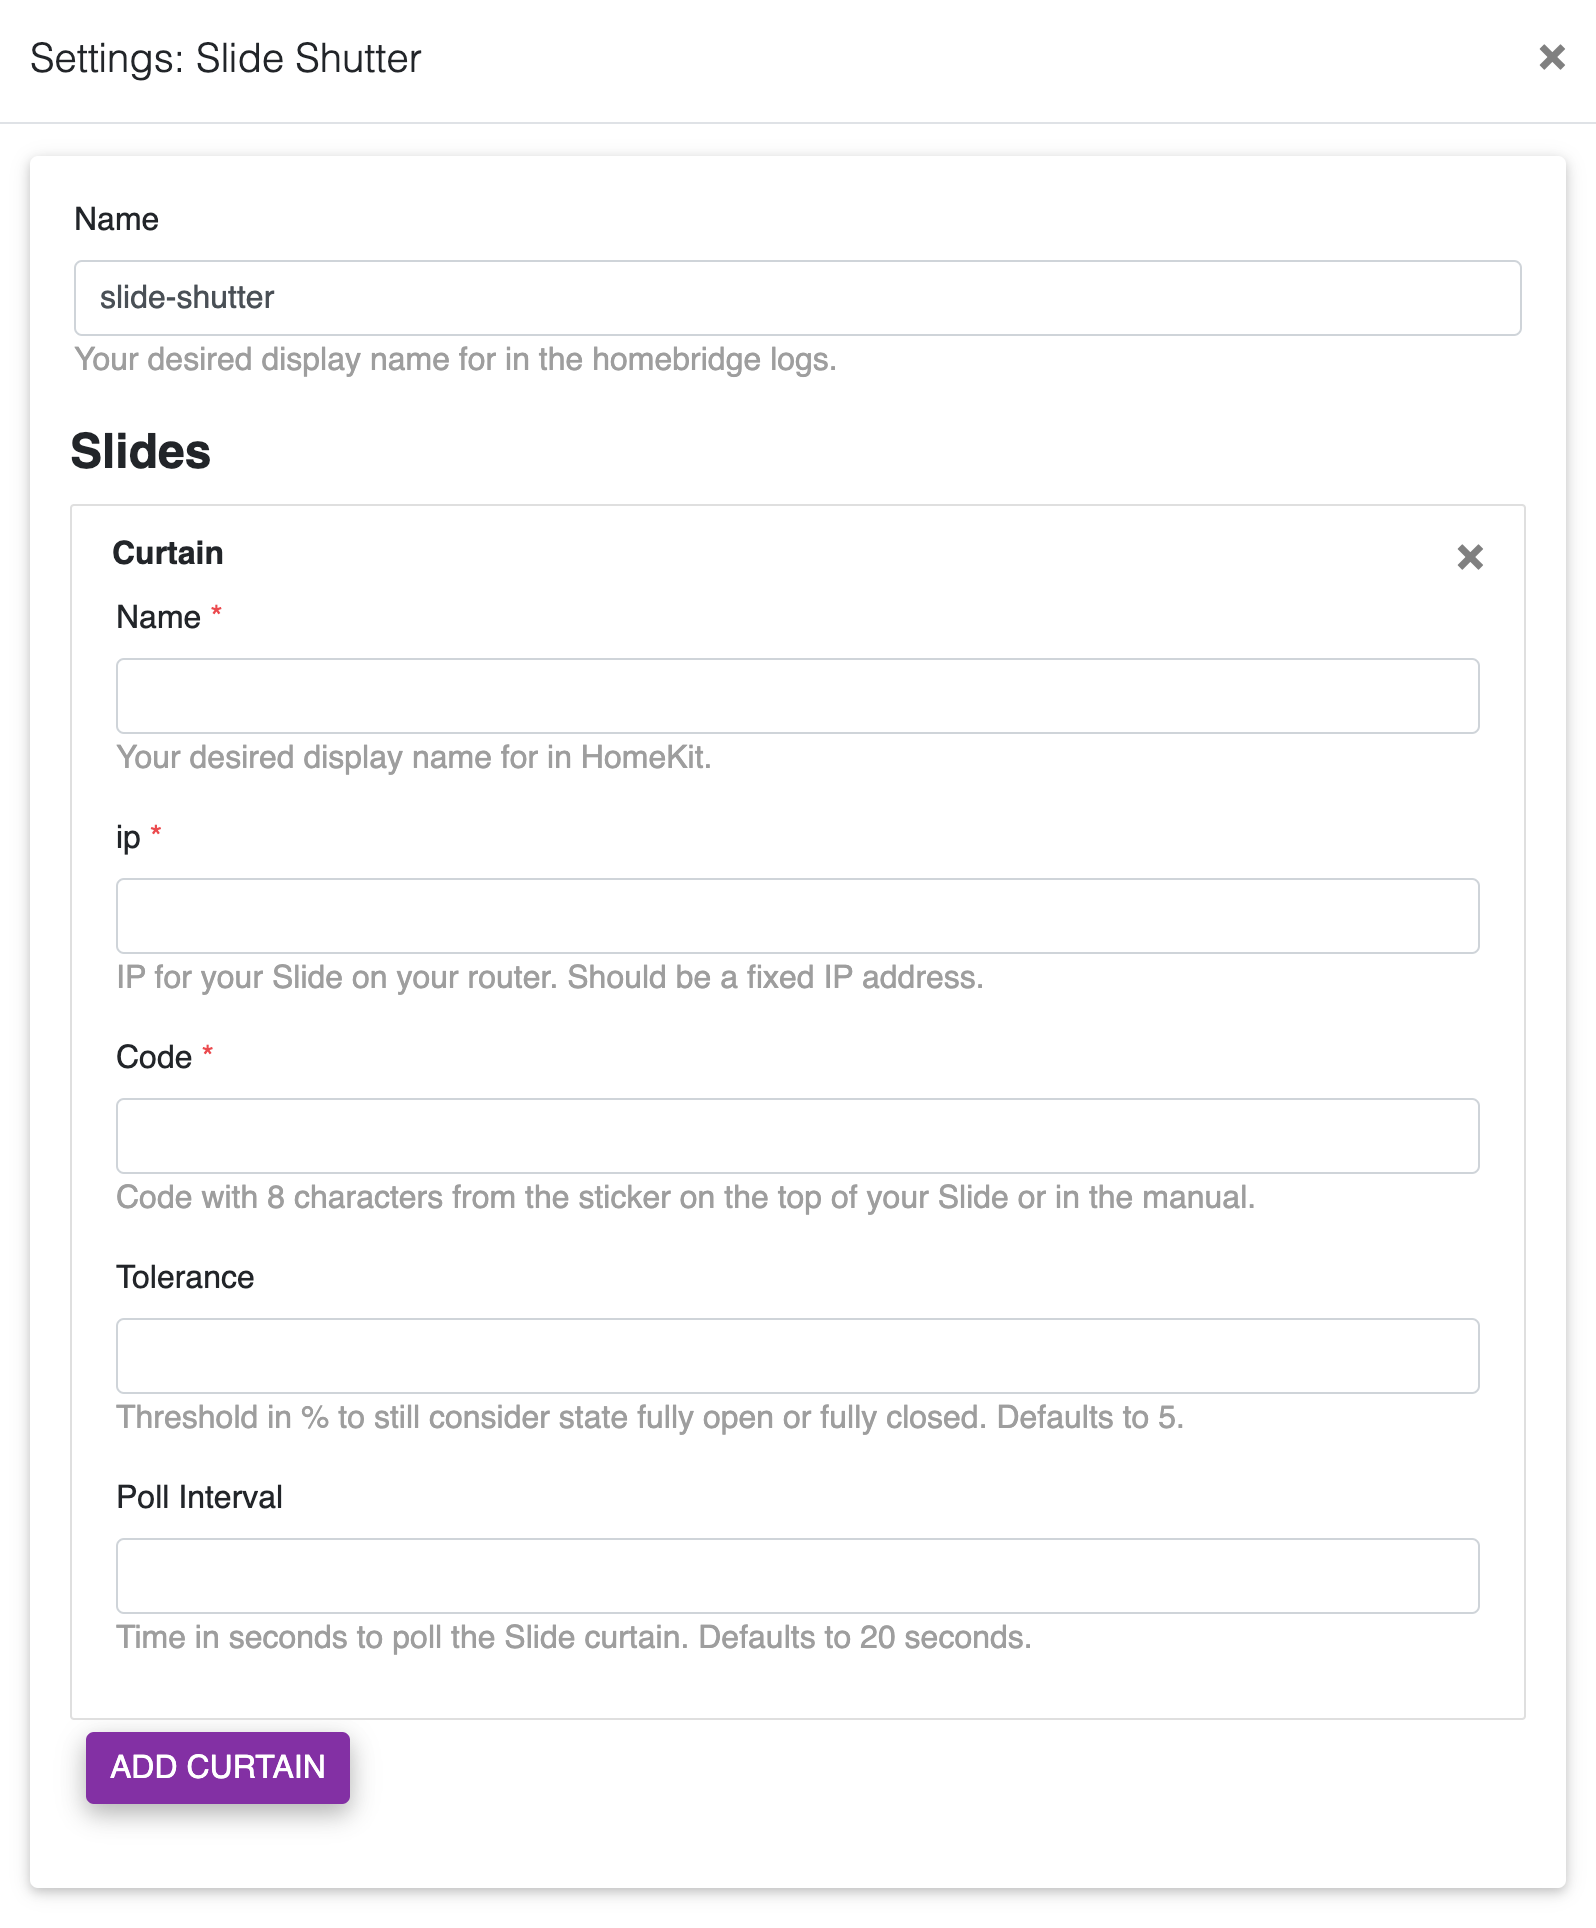 Settings: Slide Shutter
Name
slide-shutter
Your desired display name for in the homebridge logs.
Slides
Curtain
Name *
Your desired display name for in HomeKit.
ip *
IP for your Slide on your router. Should be a fixed IP address.
Code *
Code with 8 characters from the sticker on the top of your Slide or in the manual.
Tolerance
Threshold in % to still consider state fully open or fully closed. Defaults to 5.
Poll Interval
Time in seconds to poll the Slide curtain. Defaults to 20 seconds.
ADD CURTAIN